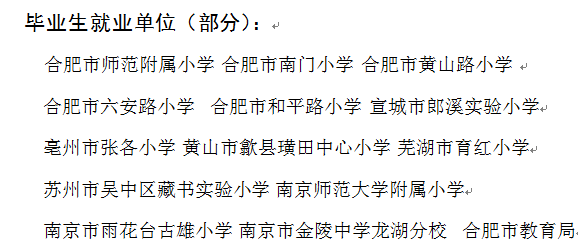 毕业生就业单位（部分）：
合肥市师范附属小学 合肥市南门小学 合肥市黄山路小学
合肥市六安路小学 合肥市和平路小学 宣城市郎溪实验小学
亳州市张各小学 黄山市歙县璜田中心小学 芜湖市育红小学
苏州市吴中区藏书实验小学 南京师范大学附属小学
南京市雨花台古雄小学 南京市金陵中学龙湖分校 合肥市教育局